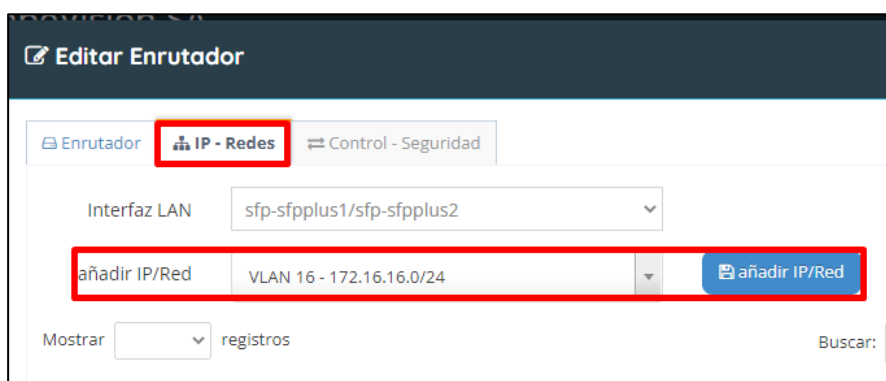 Editar Enrutador
Enrutador IP - Redes Control - Seguridad
Interfaz LAN sfp-sfpplus1/sfp-sfpplus2
añadir IP/Red VLAN 16 - 172.16.16.0/24 añadir IP/Red
Mostrar registros Buscar: